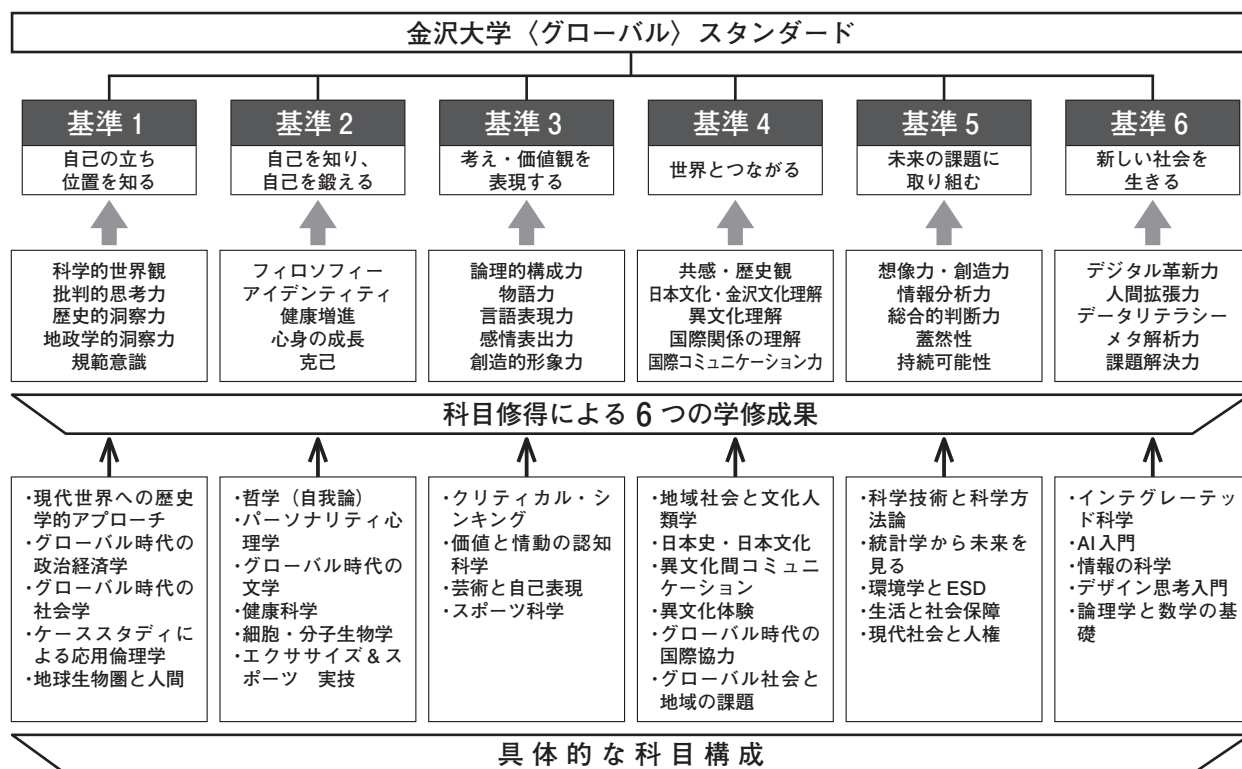 金沢大学〈グローバル〉スタンダード
基準1
自己の立ち
位置を知る
基準2
自己を知り、
自己を鍛える
基準3
考え・価値観を
表現する
基準4
世界とつながる
基準5
未来の課題に
取り組む
基準6
新しい社会を
生きる
科学的世界観
批判的思考力
歴史的洞察力
地政学的洞察力
規範意識
フィロソフィー
アイデンティティ
健康増進
心身の成長
克己
論理的構成力
物語力
言語表現力
感情表出力
創造的形象力
共感・歴史観
日本文化・金沢文化理解
異文化理解
国際関係の理解
国際コミュニケーション力
想像力・創造力
情報分析力
総合的判断力
蓋然性
持続可能性
デジタル革新力
人間拡張力
データリテラシー
メタ解析力
課題解決力
科目修得による6つの学修成果
・現代世界への歴史
学的アプローチ
・グローバル時代の
政治経済学
・グローバル時代の
社会学
・ケーススタディに
よる応用倫理学
・地球生物圏と人間
・哲学（自我論）
・パーソナリティ心
理学
・グローバル時代の
文学
・健康科学
・細胞・分子生物学
・エクササイズ＆ス
ポーツ　実技
・クリティカル・シ
ンキング
・価値と情動の認知
科学
・芸術と自己表現
・スポーツ科学
・地域社会と文化人
類学
・日本史・日本文化
・異文化間コミュニ
ケーション
・異文化体験
・グローバル時代の
国際協力
・グローバル社会と
地域の課題
・科学技術と科学方
法論
・統計学から未来を
見る
・環境学とESD
・生活と社会保障
・現代社会と人権
・インテグレーテッ
ド科学
・AI入門
・情報の科学
・デザイン思考入門
・論理学と数学の基
礎
具体的な科目構成